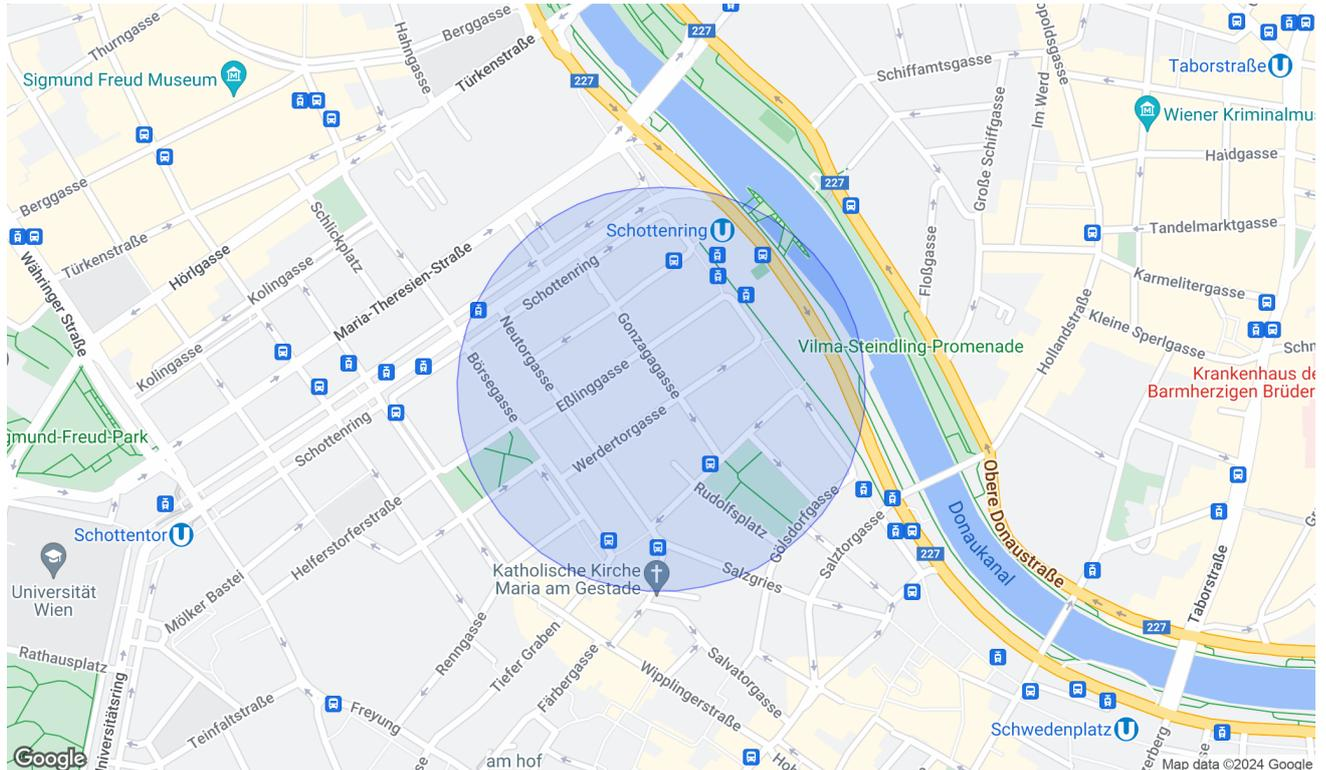 Thurngasse
Berggasse
Hahngasse
Türkenstraße
227
Sigmund Freud Museum
227
Schiffamtsgasse
Im Werd
Taborstraße
Wiener Kriminalmu
Große Schiffgasse
Haidgasse
Berggasse
Türkenstraße
Hörlgasse
Schlickplatz
Kolingasse
Maria-Theresien-Straße
Währinger Straße
Schottenring
227
Tandelmarktgasse
Floßgasse
Karmelitergasse
Schottenring
Neutorgasse
Gonzagagasse
Börsegasse
Eßlinggasse
Werdertorgasse
Vilma-Steindling-Promenade
Hollandstraße
Kleine Sperlgasse
Krankenhaus de
Barmherzigen Brüder
Kolingasse
gmund-Freud-Park
Schottenring
Helferstorferstraße
Rudolfsplatz
Gölsdorfgasse
Salztorgasse
227
Donaukanal
Obere Donaustraße
Taborstraße
Schottentor
Universität
Wien
Mölker Bastei
Katholische Kirche
Maria am Gestade
Salzgries
227
Rathausplatz
Universitätsring
Renngasse
Tiefer Graben
Färbergasse
Salvatorgasse
Wipplingerstraße
Teinfaltstraße
Freyung
am hof
Schwedenplatz
Google
Map data ©2024 Google